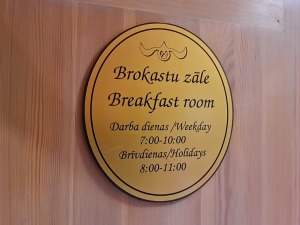 Brokastu zāle
Breakfast room
Darba dienas /Weekday
7:00-10:00
Brīvdienas/Holidays
8:00-11:00